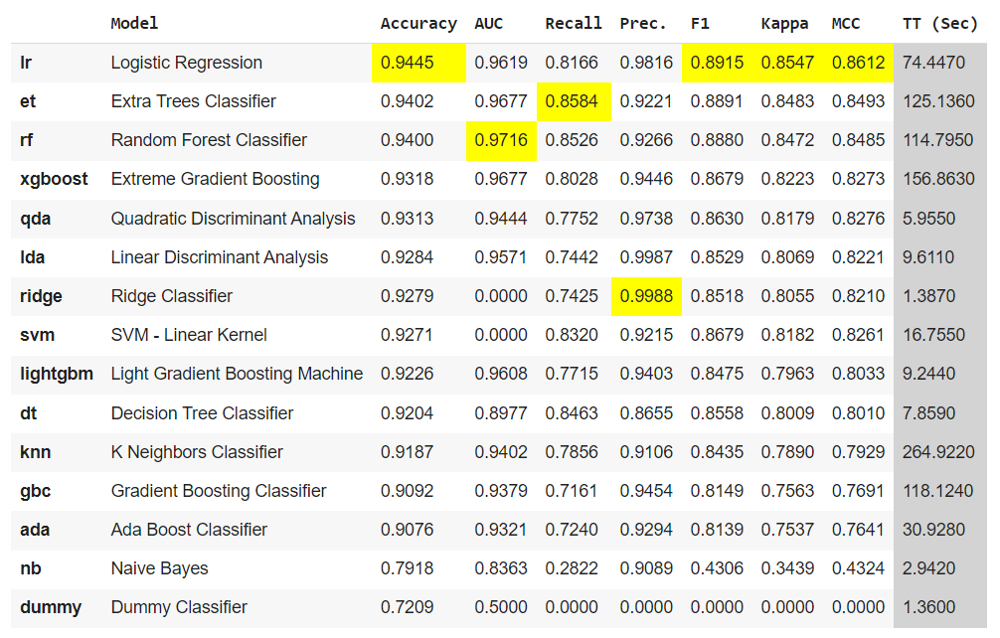 Model Accuracy AUC Recall Prec. F1 Kappa MCC TT (Sec)
lr Logistic Regression 0.9445 0.9619 0.8166 0.9816 0.8915 0.8547 0.8612 74.4470
et Extra Trees Classifier 0.9402 0.9677 0.8584 0.9221 0.8891 0.8483 0.8493 125.1360
rf Random Forest Classifier 0.9400 0.9716 0.8526 0.9266 0.8880 0.8472 0.8485 114.7950
xgboost Extreme Gradient Boosting 0.9318 0.9677 0.8028 0.9446 0.8679 0.8223 0.8273 156.8630
qda Quadratic Discriminant Analysis 0.9313 0.9444 0.7752 0.9738 0.8630 0.8179 0.8276 5.9550
lda Linear Discriminant Analysis 0.9284 0.9571 0.7442 0.9987 0.8529 0.8069 0.8221 9.6110
ridge Ridge Classifier 0.9279 0.0000 0.7425 0.9988 0.8518 0.8055 0.8210 1.3870
svm SVM - Linear Kernel 0.9271 0.0000 0.8320 0.9215 0.8679 0.8182 0.8261 16.7550
lightgbm Light Gradient Boosting Machine 0.9226 0.9608 0.7715 0.9403 0.8475 0.7963 0.8033 9.2440
dt Decision Tree Classifier 0.9204 0.8977 0.8463 0.8655 0.8558 0.8009 0.8010 7.8590
knn K Neighbors Classifier 0.9187 0.9402 0.7856 0.9106 0.8435 0.7890 0.7929 264.9220
gbc Gradient Boosting Classifier 0.9092 0.9379 0.7161 0.9454 0.8149 0.7563 0.7691 118.1240
ada Ada Boost Classifier 0.9076 0.9321 0.7240 0.9294 0.8139 0.7537 0.7641 30.9280
nb Naive Bayes 0.7918 0.8363 0.2822 0.9089 0.4306 0.3439 0.4324 2.9420
dummy Dummy Classifier 0.7209 0.5000 0.0000 0.0000 0.0000 0.0000 0.0000 1.3600